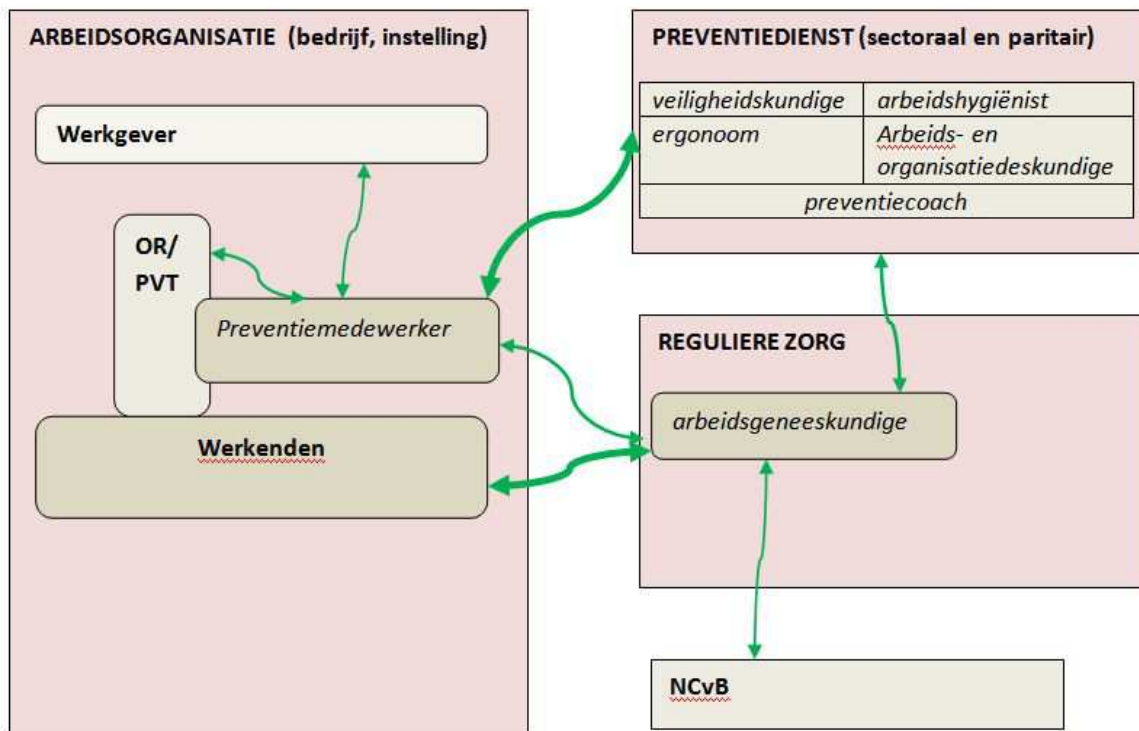 ARBEIDSORGANISATIE (bedrijf, instelling)
Werkgever
OR/
PVT
Preventiemedewerker
Werkenden
PREVENTIEDIENST (sectoraal en paritair)
veiligheidskundige arbeidshygiënist
ergonoom Arbeids- en
organisatiedeskundige
preventiecoach
REGULIERE ZORG
arbeidsgeneeskundige
NCvB